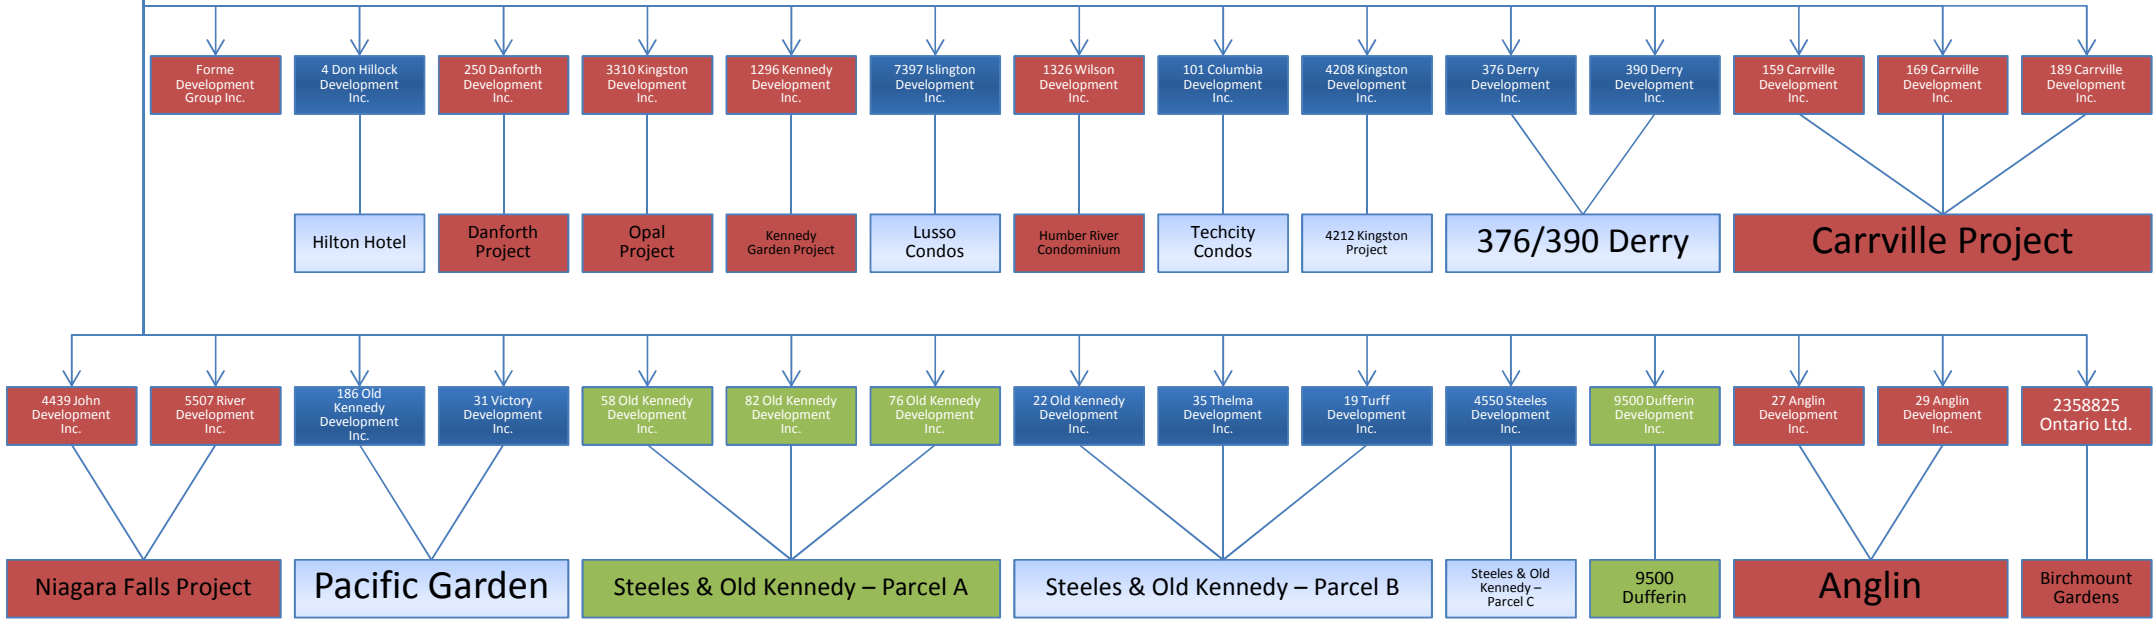 Forme
Development
Group Inc.
4 Don Hillock
Development
Inc.
250 Danforth
Development
Inc.
3310 Kingston
Development
Inc.
1296 Kennedy
Development
Inc.
7397 Islington
Development
Inc.
1326 Wilson
Development
Inc.
101 Columbia
Development
Inc.
4208 Kingston
Development
Inc.
376 Derry
Development
Inc.
390 Derry
Development
Inc.
159 Carrville
Development
Inc.
169 Carrville
Development
Inc.
189 Carrville
Development
Inc.
Hilton Hotel
Danforth
Project
Opal
Project
Kennedy
Garden Project
Lusso
Condos
Humber River
Condominium
Techcity
Condos
4212 Kingston
Project
376/390 Derry
Carrville Project
4439 John
Development
Inc.
5507 River
Development
Inc.
186 Old
Kennedy
Development
Inc.
31 Victory
Development
Inc.
58 Old Kennedy
Development
Inc.
82 Old Kennedy
Development
Inc.
76 Old Kennedy
Development
Inc.
22 Old Kennedy
Development
Inc.
35 Thelma
Development
Inc.
19 Turff
Development
Inc.
4550 Steeles
Development
Inc.
9500 Dufferin
Development
Inc.
27 Anglin
Development
Inc.
29 Anglin
Development
Inc.
2358825
Ontario Ltd.
Niagara Falls Project
Pacific Garden
Steeles & Old Kennedy – Parcel A
Steeles & Old Kennedy – Parcel B
Steeles & Old
Kennedy –
Parcel C
9500
Dufferin
Anglin
Birchmount
Gardens